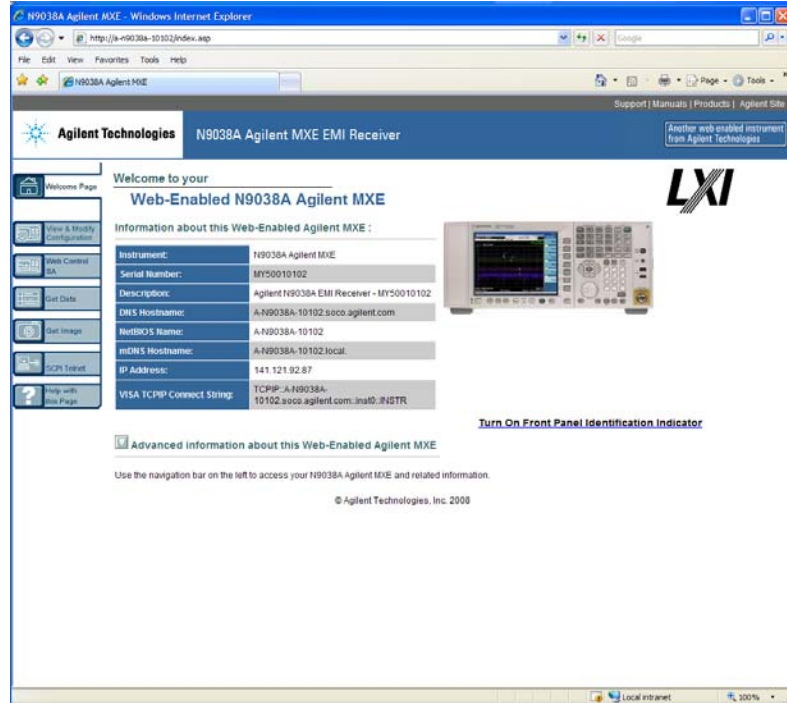 N9038A Agilent MXE - Windows Internet Explorer
http://a-n9038a-10102/index.asp
Google
File Edit View Favorites Tools Help
N9038A Agilent MXE
Page Tools
Support | Manuals | Products | Agilent Site
Agilent Technologies
N9038A Agilent MXE EMI Receiver
Another web enabled instrument
from Agilent Technologies
Welcome Page
View & Modify
Configuration
Web Control
SA
Get Data
Get Image
SCPI Telnet
Help with
this Page
Welcome to your
Web-Enabled N9038A Agilent MXE
LXI
Information about this Web-Enabled Agilent MXE :
Instrument: N9038A Agilent MXE
Serial Number: MY50010102
Description: Agilent N9038A EMI Receiver - MY50010102
DNS Hostname: A-N9038A-10102.soco.agilent.com
NetBIOS Name: A-N9038A-10102
mDNS Hostname: A-N9038A-10102.local.
IP Address: 141.121.92.87
VISA TCPIP Connect String: TCPIP::A-N9038A-
10102.soco.agilent.com::inst0::INSTR
Turn On Front Panel Identification Indicator
Advanced information about this Web-Enabled Agilent MXE
Use the navigation bar on the left to access your N9038A Agilent MXE and related information.
© Agilent Technologies, Inc. 2008
Local intranet
100%